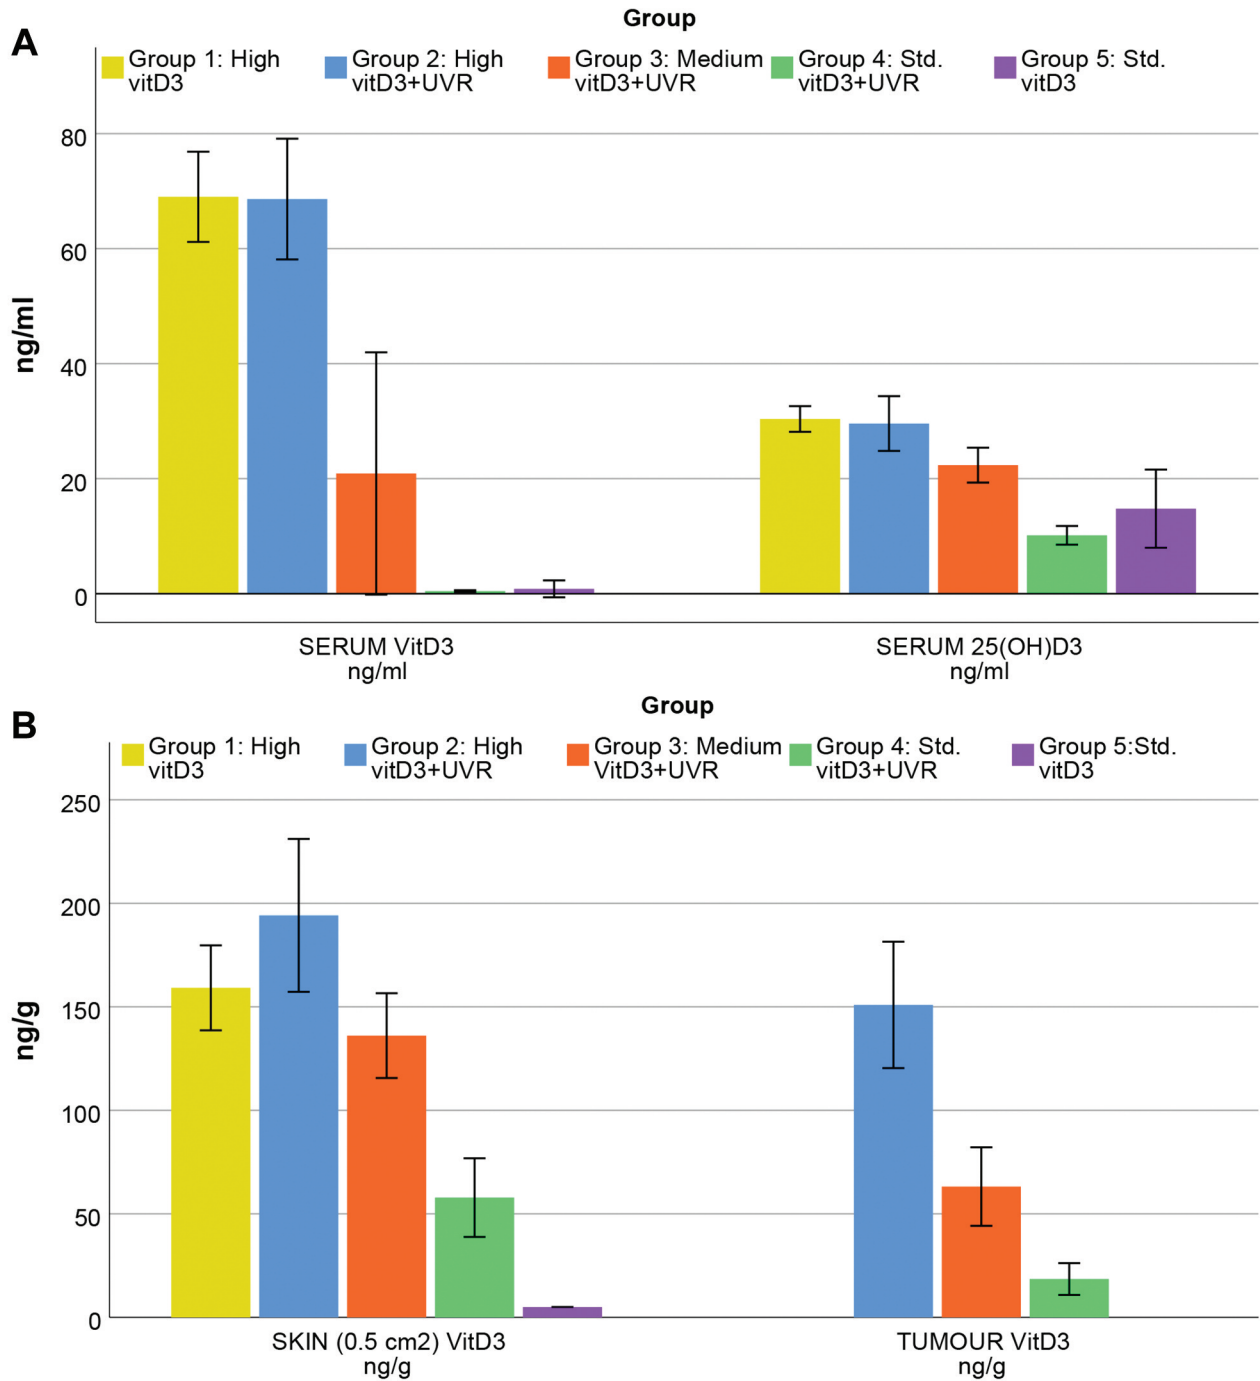 A
Group
Group 1: High
vitD3
Group 2: High
vitD3+UVR
Group 3: Medium
vitD3+UVR
Group 4: Std.
vitD3+UVR
Group 5: Std.
vitD3
80
60
40
20
0
ng/ml
SERUM VitD3
ng/ml
SERUM 25(OH)D3
ng/ml
B
Group
Group 1: High
vitD3
Group 2: High
vitD3+UVR
Group 3: Medium
VitD3+UVR
Group 4: Std.
vitD3+UVR
Group 5:Std.
vitD3
250
200
150
100
50
0
ng/g
SKIN (0.5 cm2) VitD3
ng/g
TUMOUR VitD3
ng/g